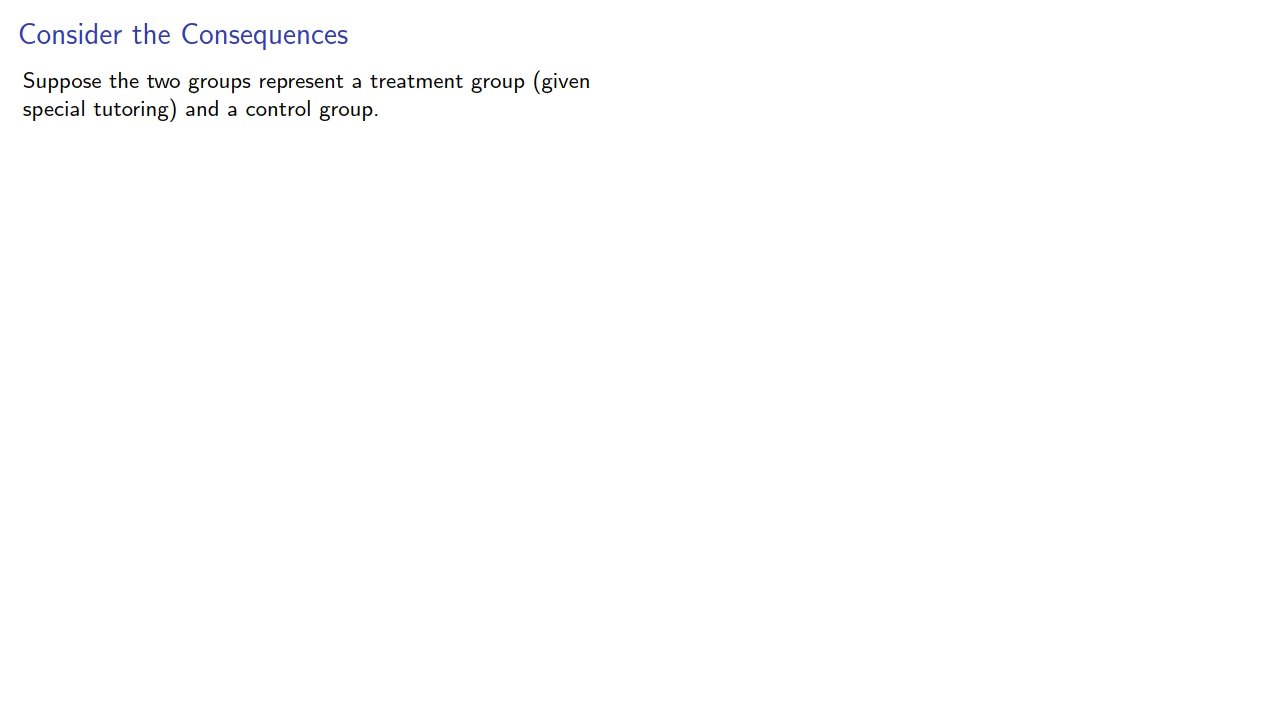 Consider the Consequences
Suppose the two groups represent a treatment group (given
special tutoring) and a control group.